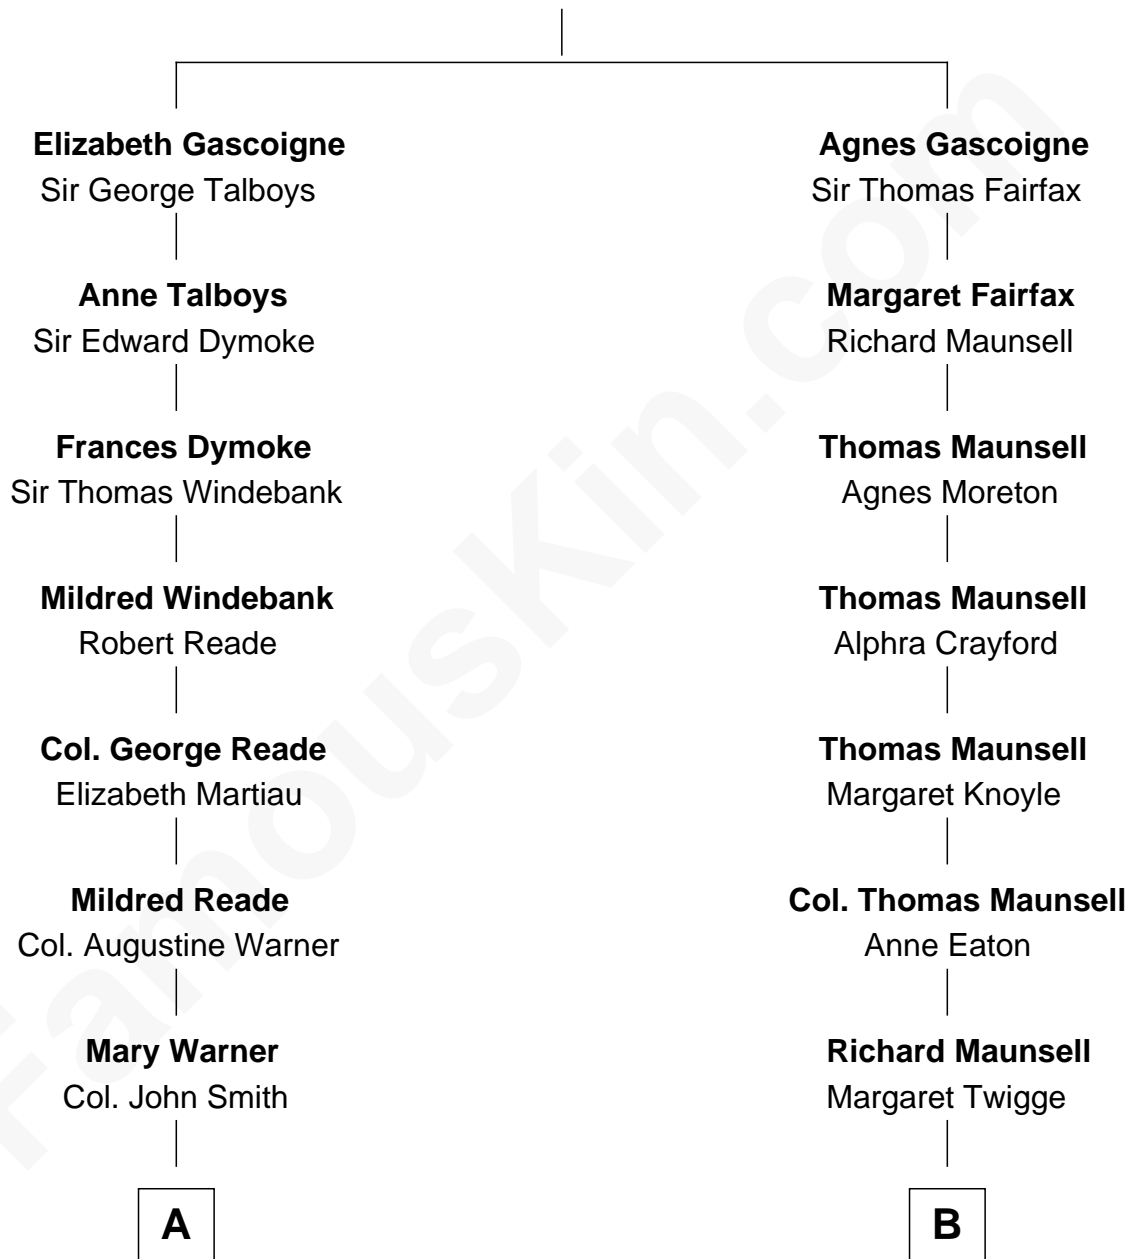 Elizabeth Gascoigne
Sir George Talboys
Anne Talboys
Sir Edward Dymoke
Frances Dymoke
Sir Thomas Windebank
Mildred Windebank
Robert Reade
Col. George Reade
Elizabeth Martiau
Mildred Reade
Col. Augustine Warner
Mary Warner
Col. John Smith
A
Agnes Gascoigne
Sir Thomas Fairfax
Margaret Fairfax
Richard Maunsell
Thomas Maunsell
Agnes Moreton
Thomas Maunsell
Alphra Crayford
Thomas Maunsell
Margaret Knoyle
Col. Thomas Maunsell
Anne Eaton
Richard Maunsell
Margaret Twigge
B
FamousKin.com